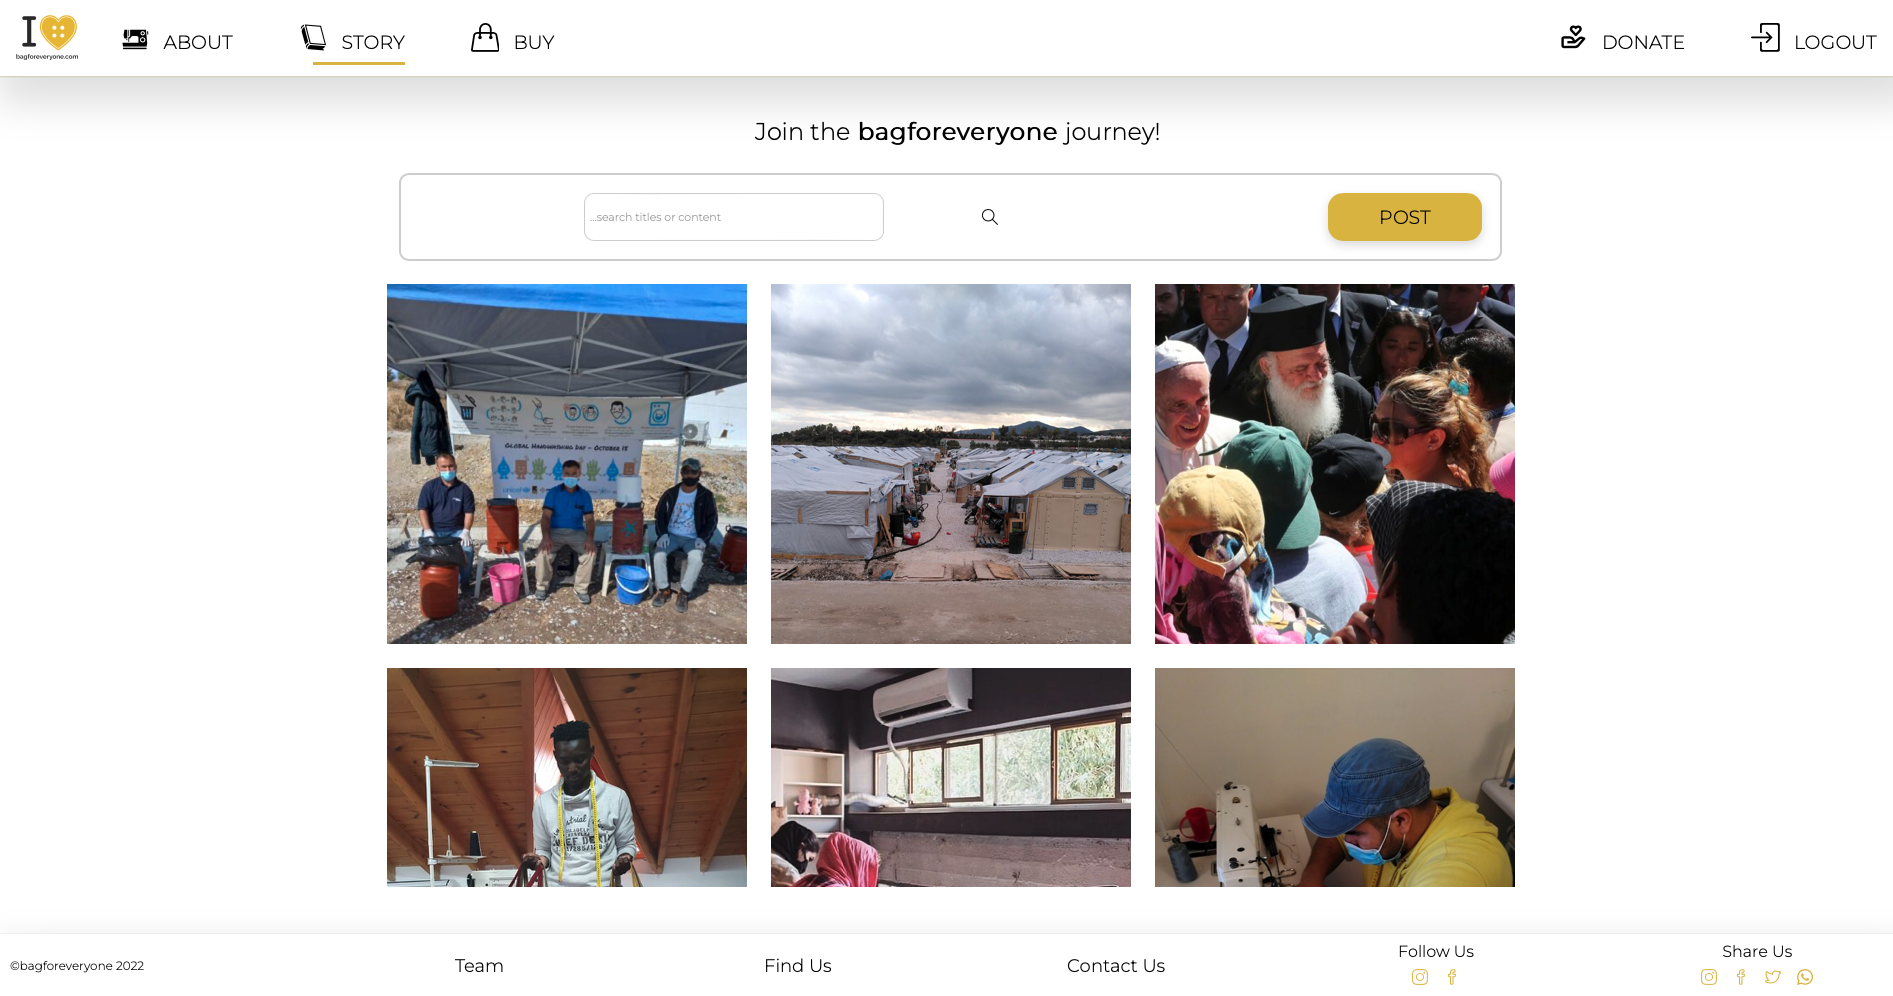 I
bagforeveryone.com
ABOUT
STORY
BUY
DONATE
LOGOUT
Join the bagforeveryone journey!
...search titles or content
POST
GLOBAL HANDWASHING DAY - OCTOBER 15
unicef
©bagforeveryone 2022
Team
Find Us
Contact Us
Follow Us
Share Us